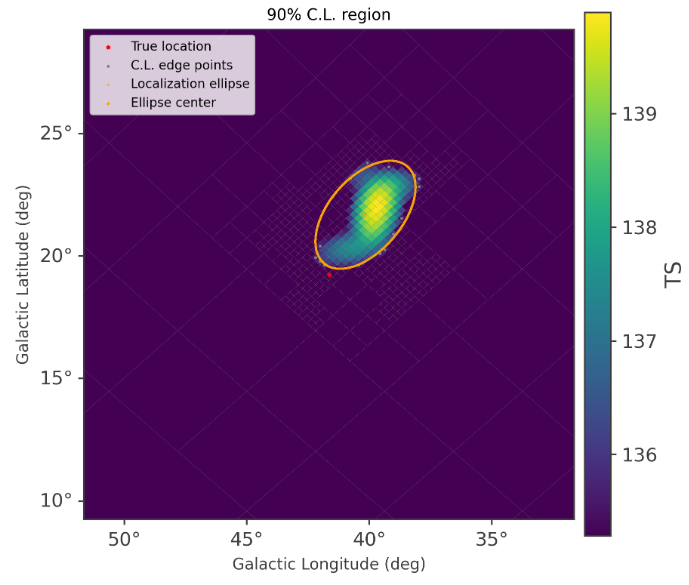 90% C.L. region
True location
C.L. edge points
Localization ellipse
Ellipse center
25°
20°
15°
10°
Galactic Latitude (deg)
50°
45°
40°
35°
Galactic Longitude (deg)
139
138
137
136
TS